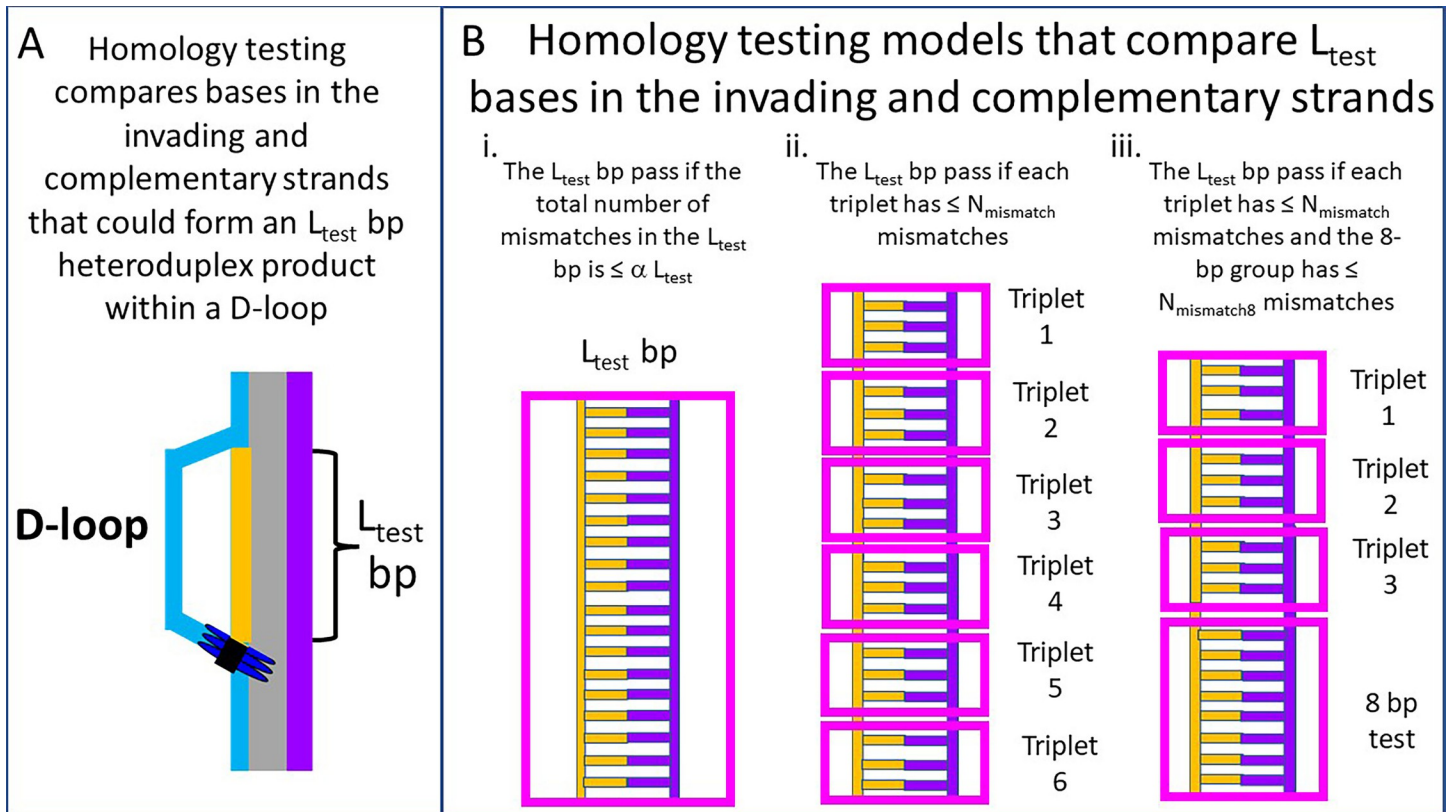 A
Homology testing
compares bases in the
invading and
complementary strands
that could form an Ltest bp
heteroduplex product
within a D-loop
D-loop
Ltest
bp
B Homology testing models that compare Ltest
bases in the invading and complementary strands
i.
The Ltest bp pass if the
total number of
mismatches in the Ltest
bp is ≤ α Ltest
Ltest bp
ii.
The Ltest bp pass if each
triplet has ≤ Nmismatch
mismatches
Triplet
1
Triplet
2
Triplet
3
Triplet
4
Triplet
5
Triplet
6
iii.
The Ltest bp pass if each
triplet has ≤ Nmismatch
mismatches and the 8-
bp group has ≤
Nmismatch8 mismatches
Triplet
1
Triplet
2
Triplet
3
8 bp
test